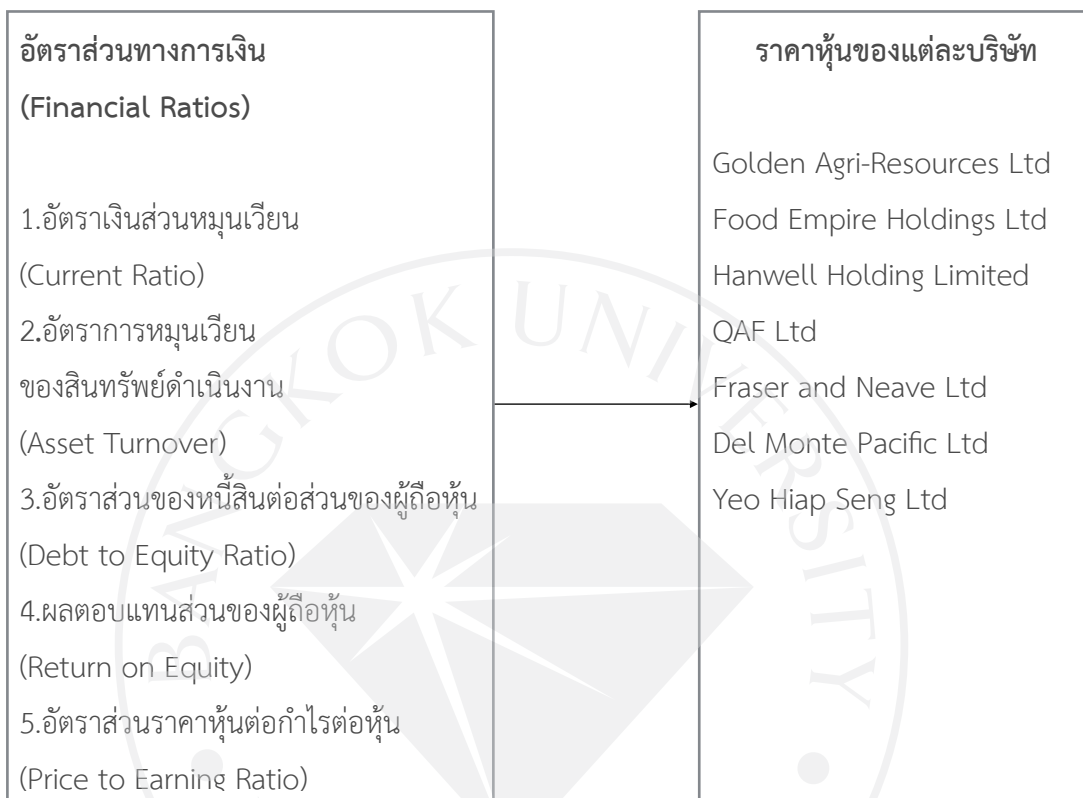 อัตราส่วนทางการเงิน
(Financial Ratios)
1.อัตราเงินส่วนหมุนเวียน
(Current Ratio)
2.อัตราการหมุนเวียน
ของสินทรัพย์ดำเนินงาน
(Asset Turnover)
3.อัตราส่วนของหนี้สินต่อส่วนของผู้ถือหุ้น
(Debt to Equity Ratio)
4.ผลตอบแทนส่วนของผู้ถือหุ้น
(Return on Equity)
5.อัตราส่วนราคาหุ้นต่อกำไรต่อหุ้น
(Price to Earning Ratio)
ราคาหุ้นของแต่ละบริษัท
Golden Agri-Resources Ltd
Food Empire Holdings Ltd
Hanwell Holding Limited
QAF Ltd
Fraser and Neave Ltd
Del Monte Pacific Ltd
Yeo Hiap Seng Ltd
BANGKOK UNIVERSITY